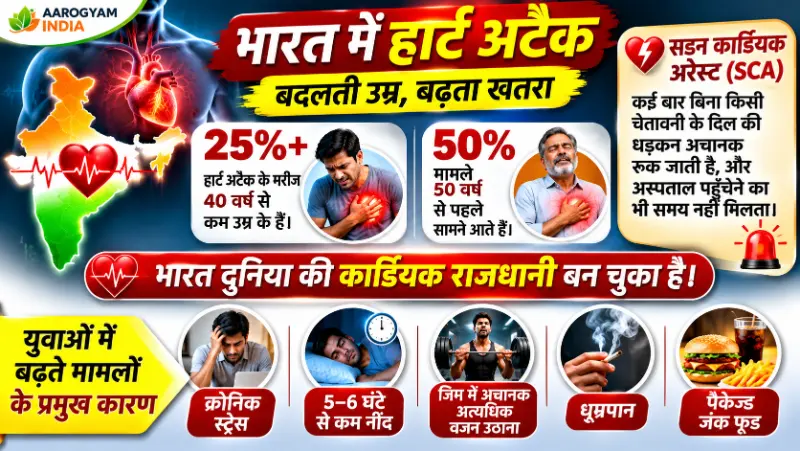 AAROGYAM
INDIA
भारत में हार्ट अटैक
बदलती उम्र, बढ़ता खतरा
25%+
हार्ट अटैक के मरीज
40 वर्ष से
कम उम्र के हैं।
50%
मामले
50 वर्ष
से पहले
सामने आते हैं।
सडन कार्डियक
अरेस्ट (SCA)
कई बार बिना किसी
चेतावनी के दिल की
धड़कन अचानक
रूक जाती है, और
अस्पताल पहुँचेने का
भी समय नहीं मिलता।
भारत दुनिया की कार्डियक राजधानी बन चुका है!
युवाओं में
बढ़ते मामलों
के प्रमुख कारण
क्रोनिक
स्ट्रेस
5–6 घंटे
से कम नींद
जिम में अचानक
अत्यधिक
वजन उठाना
धूम्रपान
पैकेज्ड
जंक फूड